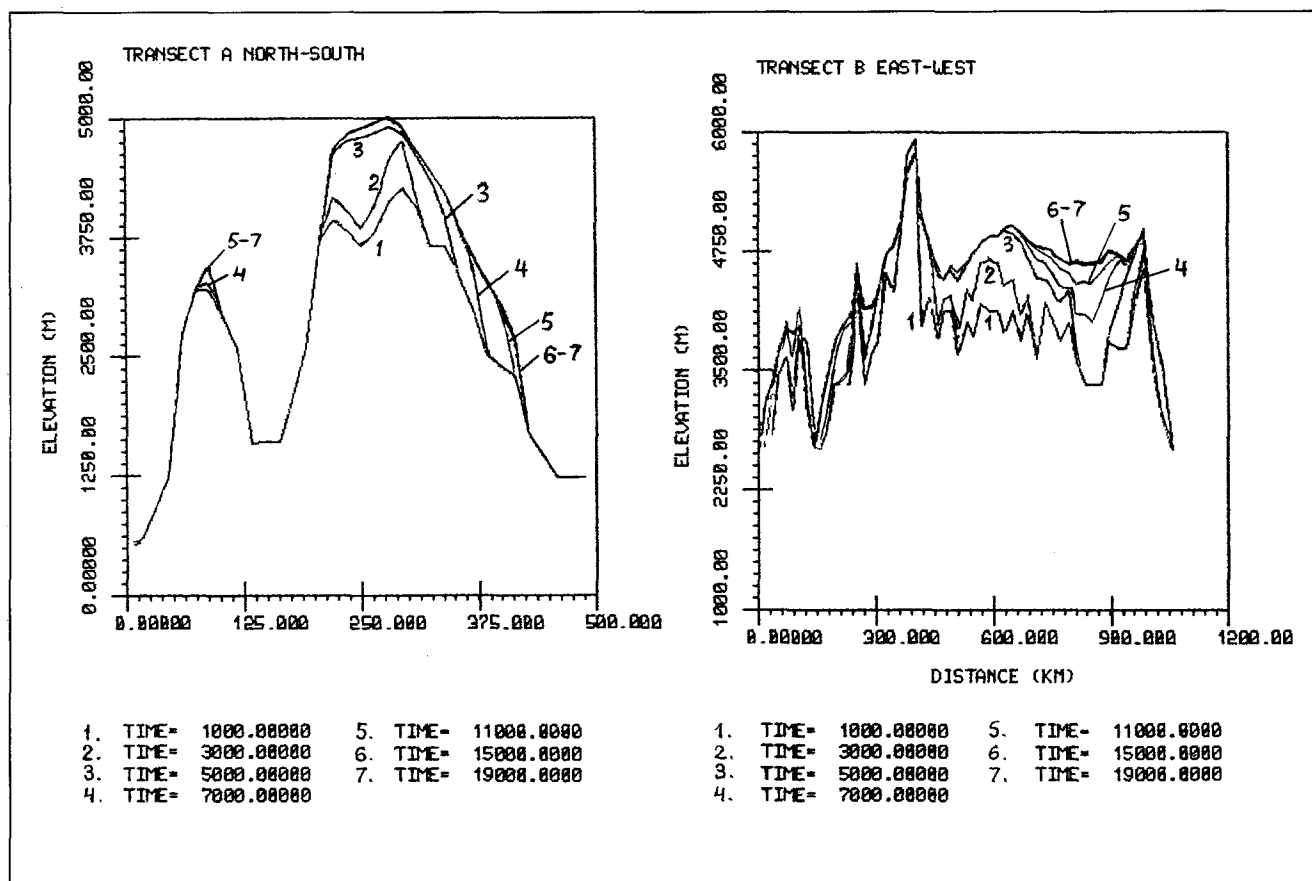 TRANSECT A NORTH-SOUTH
5000.00
3750.00
2500.00
1250.00
0.00000
ELEVATION (M)
0.00000 125.000 250.000 375.000 500.000
5-7
4
3
2
1
3
4
5
6-7
TRANSECT B EAST-WEST
6000.00
4750.00
3500.00
2250.00
1000.00
ELEVATION (M)
0.00000 300.000 600.000 900.000 1200.00
DISTANCE (KM)
6-7
5
3
2
4
1
1
1. TIME= 1000.00000 5. TIME= 11000.0000
2. TIME= 3000.00000 6. TIME= 15000.0000
3. TIME= 5000.00000 7. TIME= 19000.0000
4. TIME= 7000.00000
1. TIME= 1000.00000 5. TIME= 11000.0000
2. TIME= 3000.00000 6. TIME= 15000.0000
3. TIME= 5000.00000 7. TIME= 19000.0000
4. TIME= 7000.00000